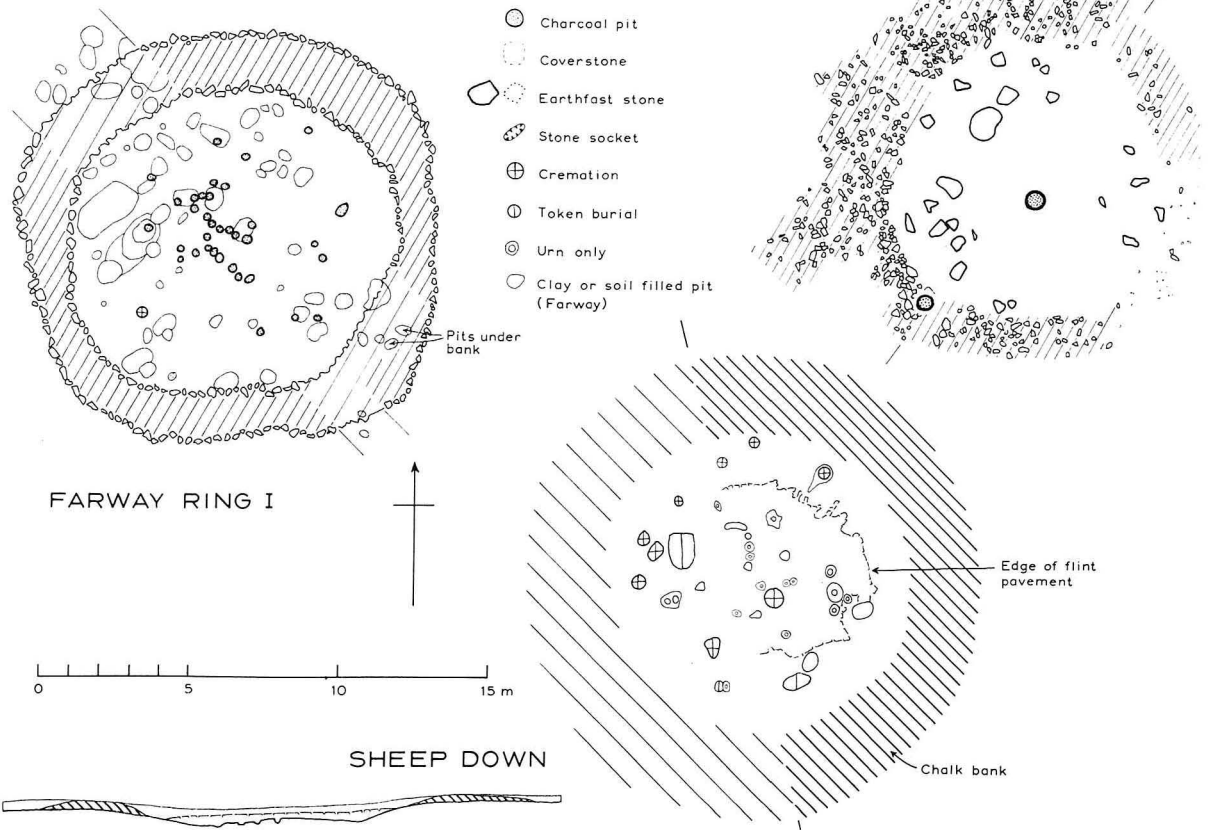 Charcoal pit
Coverstone
Earthfast stone
Stone socket
Cremation
Token burial
Urn only
Clay or soil filled pit
(Farway)
Pits under
bank
FARWAY RING I
Edge of flint
pavement
0 5 10 15 m
SHEEP DOWN
Chalk bank